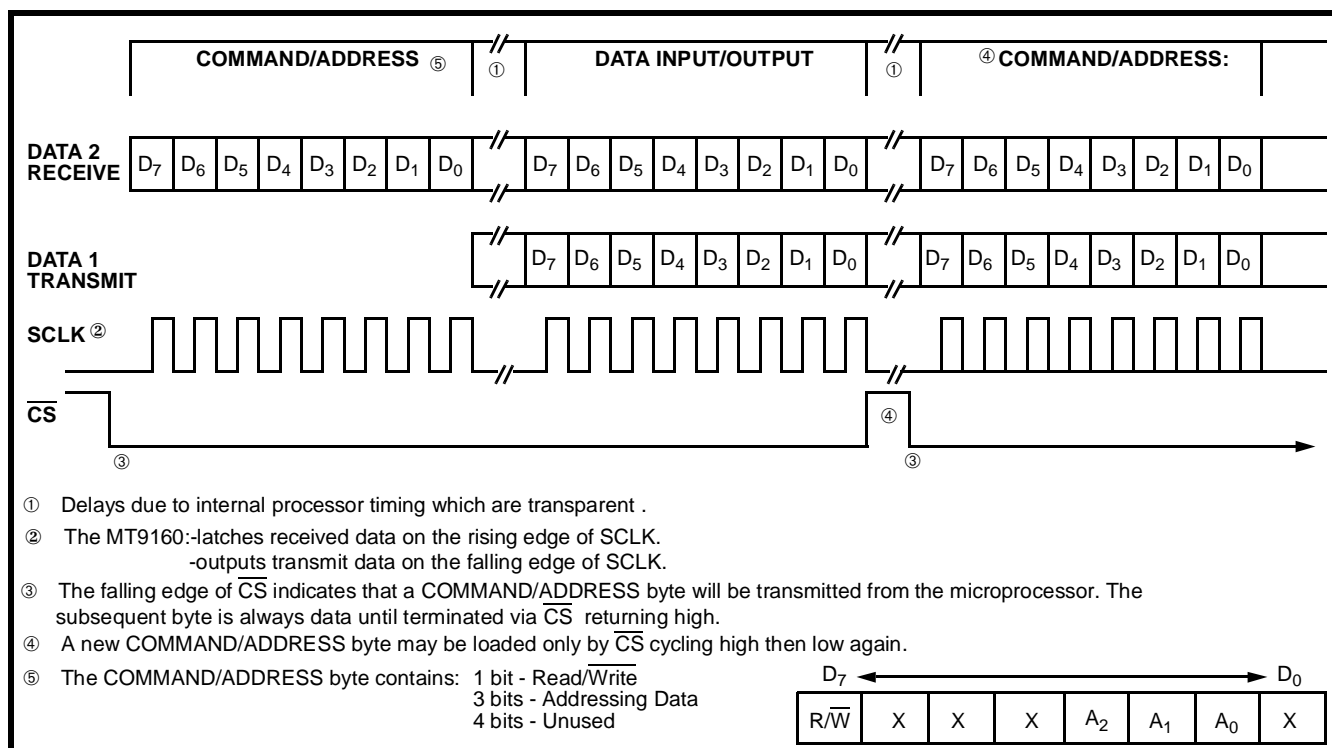 COMMAND/ADDRESS ⑤ ① DATA INPUT/OUTPUT ① ④ COMMAND/ADDRESS:
DATA 2
RECEIVE D7 D6 D5 D4 D3 D2 D1 D0 D7 D6 D5 D4 D3 D2 D1 D0 D7 D6 D5 D4 D3 D2 D1 D0
DATA 1
TRANSMIT D7 D6 D5 D4 D3 D2 D1 D0 D7 D6 D5 D4 D3 D2 D1 D0
SCLK ②
CS ④
③ ③
① Delays due to internal processor timing which are transparent .
② The MT9160:-latches received data on the rising edge of SCLK.
-outputs transmit data on the falling edge of SCLK.
③ The falling edge of CS indicates that a COMMAND/ADDRESS byte will be transmitted from the microprocessor. The
subsequent byte is always data until terminated via CS returning high.
④ A new COMMAND/ADDRESS byte may be loaded only by CS cycling high then low again.
⑤ The COMMAND/ADDRESS byte contains: 1 bit - Read/Write
3 bits - Addressing Data
4 bits - Unused
D7 D0
R/W X X X A2 A1 A0 X